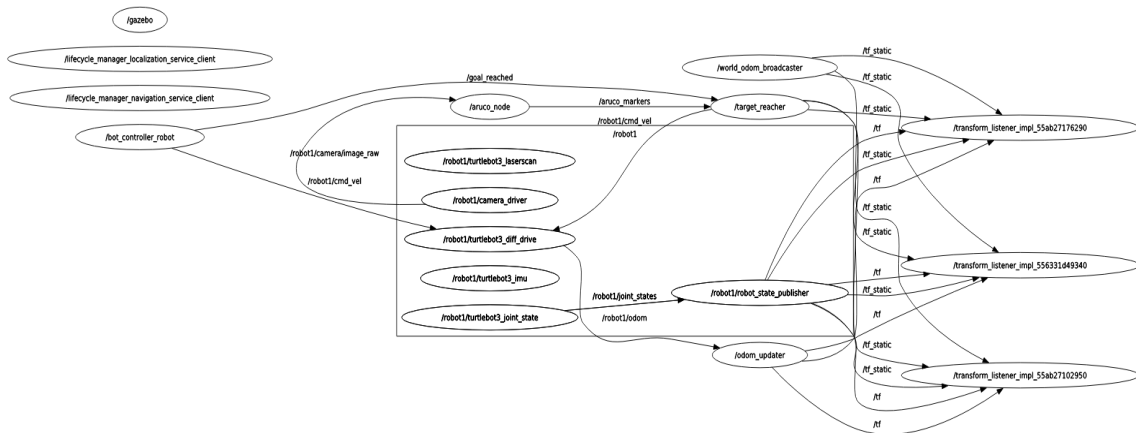 /gazebo
/lifecycle_manager_localization_service_client
/lifecycle_manager_navigation_service_client
/bot_controller_robot
/goal_reached
/aruco_node
/aruco_markers
/robot1/camera/image_raw
/robot1/cmd_vel
/world_odom_broadcaster
/target_reacher
/robot1/cmd_vel
/robot1
/robot1/turtlebot3_laserscan
/robot1/camera_driver
/robot1/turtlebot3_diff_drive
/robot1/turtlebot3_imu
/robot1/turtlebot3_joint_state
/robot1/joint_states
/robot1/odom
/robot1/robot_state_publisher
/odom_updater
/tf_static
/tf_static
/tf_static
/tf
/tf_static
/tf
/tf_static
/tf_static
/tf
/tf_static
/tf
/tf_static
/tf_static
/tf
/tf
/transform_listener_impl_55ab27176290
/transform_listener_impl_556331d49340
/transform_listener_impl_55ab27102950